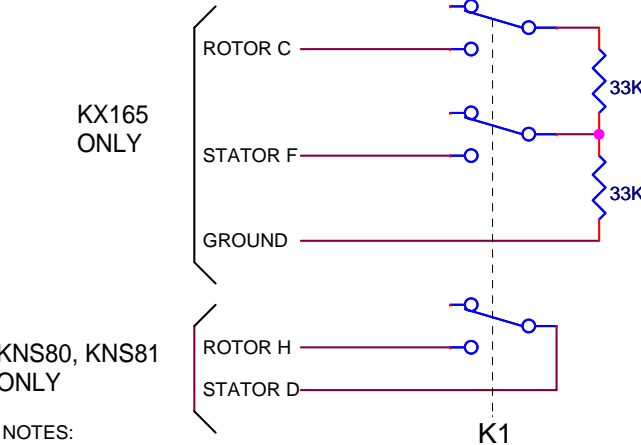 KX165
ONLY
ROTOR C
33K
STATOR F
33K
GROUND
KNS80, KNS81
ONLY
ROTOR H
STATOR D
NOTES:
K1